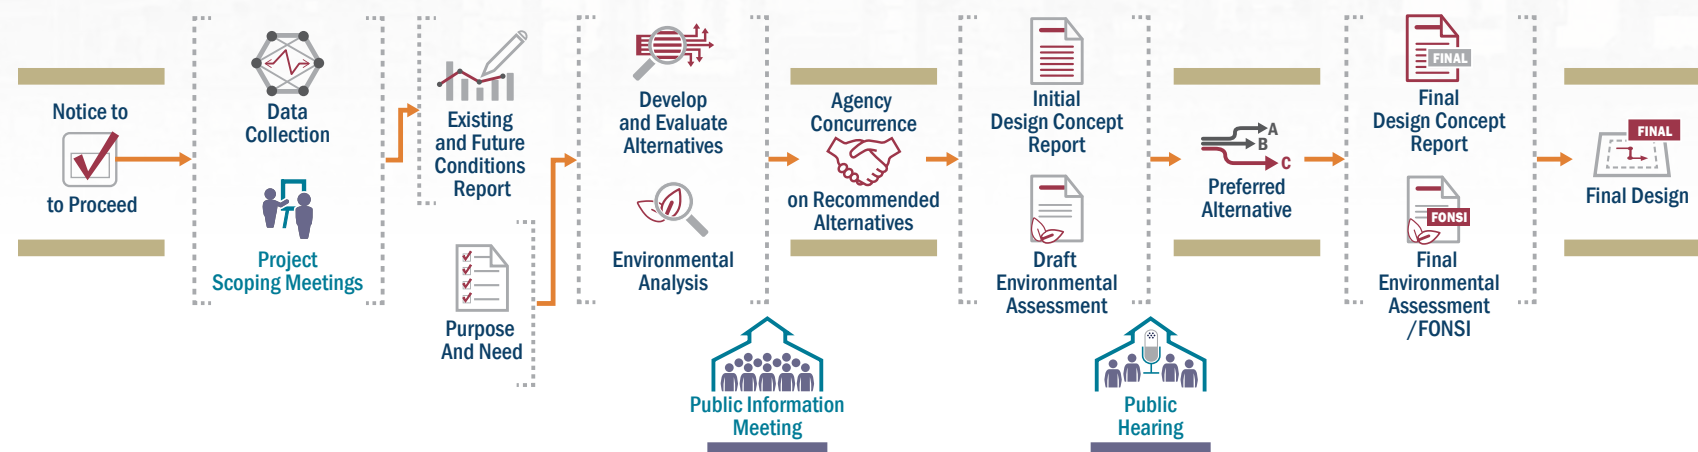 Notice to
to Proceed
Data
Collection
Project
Scoping Meetings
Existing
and Future
Conditions
Report
Purpose
And Need
Develop
and Evaluate
Alternatives
Environmental
Analysis
Public Information
Meeting
Agency
Concurrence
on Recommended
Alternatives
Initial
Design Concept
Report
Draft
Environmental
Assessment
Public
Hearing
A
B
C
Preferred
Alternative
FINAL
Final
Design Concept
Report
FONSI
Final
Environmental
Assessment
/FONSI
FINAL
Final Design